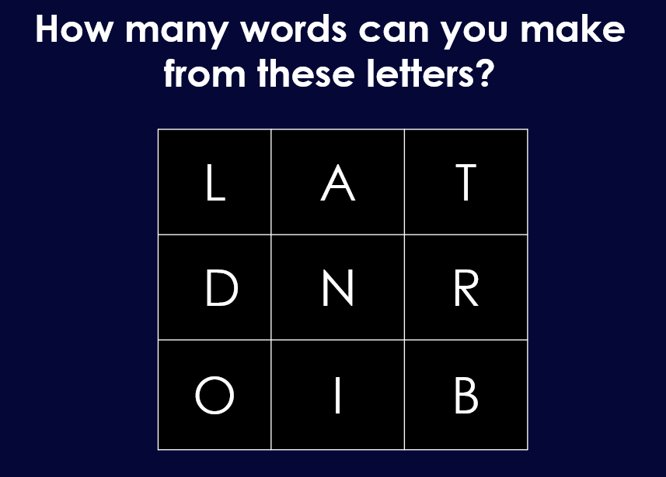 How many words can you make
from these letters?
L A T
D N R
O I B